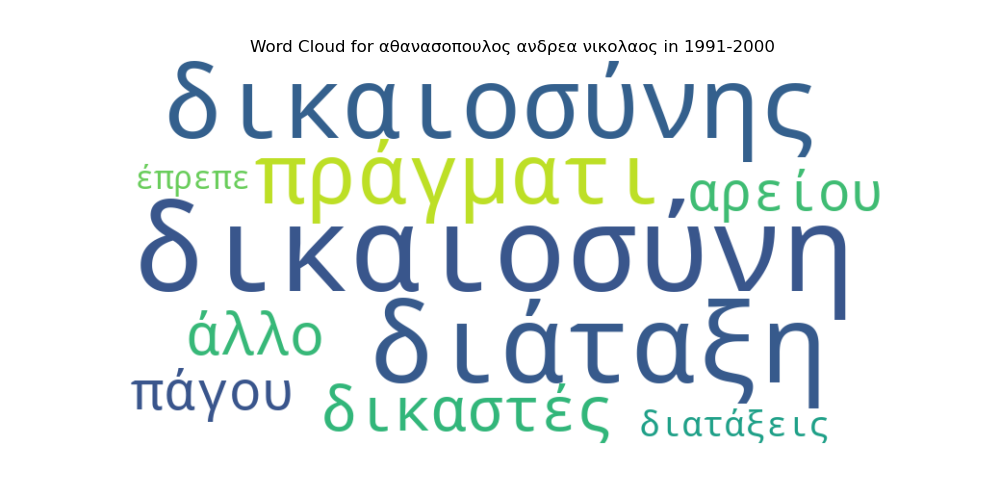 Word Cloud for αθανασοπουλος ανδρεα νικολαος in 1991-2000
δικαιοσύνης
έπρεπε πράγματι αρείου
δικαιοσύνη
άλλο διάταξη
πάγου δικαστές διατάξεις